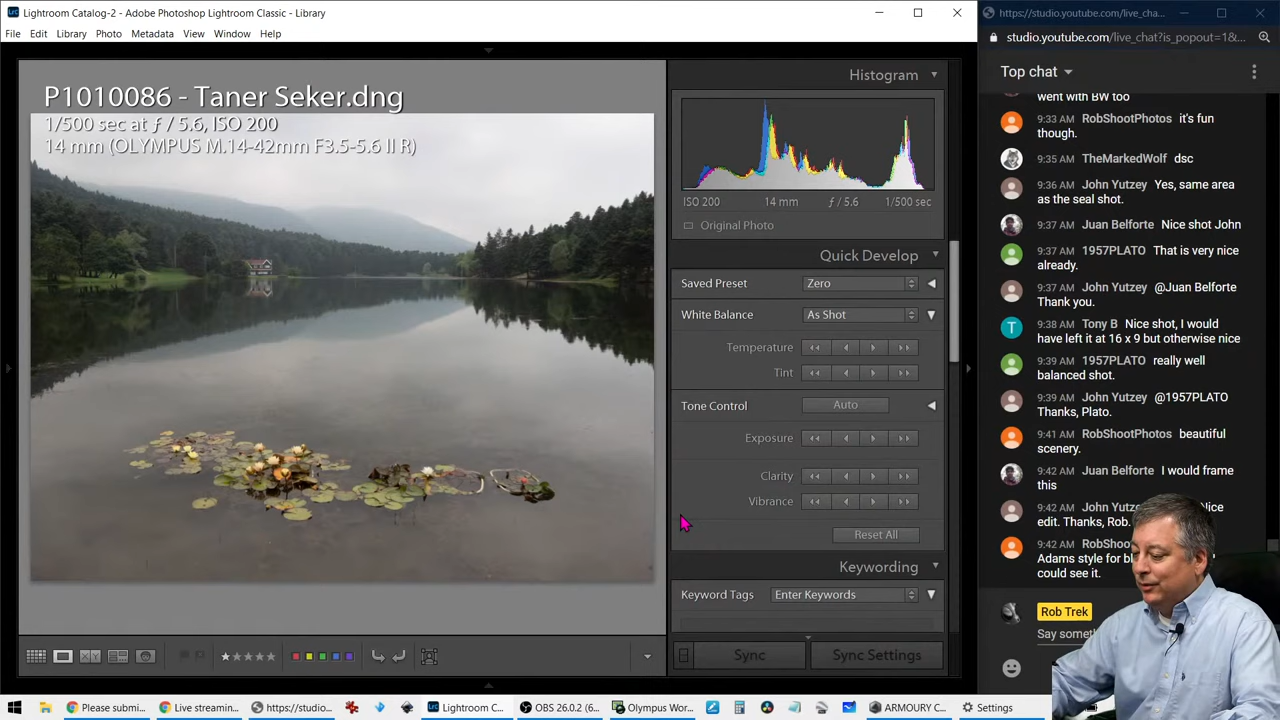 Lightroom Catalog-2 - Adobe Photoshop Lightroom Classic - Library
File Edit Library Photo Metadata View Window Help
P1010086 - Taner Seker.dng
1/500 sec at ƒ / 5.6, ISO 200
14 mm (OLYMPUS M.14-42mm F3.5-5.6 II R)
Histogram
ISO 200 14 mm ƒ / 5.6 1/500 sec
Original Photo
Quick Develop
Saved Preset Zero
White Balance As Shot
Temperature
Tint
Tone Control Auto
Exposure
Clarity
Vibrance
Reset All
Keywording
Keyword Tags Enter Keywords
Sync Sync Settings
https://studio.youtube.com/live_cha...
studio.youtube.com/live_chat?is_popout=1&...
Top chat
went with BW too
9:33 AM RobShootPhotos it's fun
though.
9:35 AM TheMarkedWolf dsc
9:36 AM John Yutzey Yes, same area
as the seal shot.
9:37 AM Juan Belforte Nice shot John
9:37 AM 1957PLATO That is very nice
already.
9:37 AM John Yutzey @Juan Belforte
Thank you.
9:38 AM Tony B Nice shot, I would
have left it at 16 x 9 but otherwise nice
9:39 AM 1957PLATO really well
balanced shot.
9:39 AM John Yutzey @1957PLATO
Thanks, Plato.
9:41 AM RobShootPhotos beautiful
scenery.
9:42 AM Juan Belforte I would frame
this
9:42 AM John Yutzey Nice
edit. Thanks, Rob.
9:42 AM RobSh
Adams style for bl
could see it.
Rob Trek
Say someth
Please submi... Live streamin... https://studi... Lightroom C... OBS 26.0.2 (6... Olympus Wor... ARMOURY C... Settings